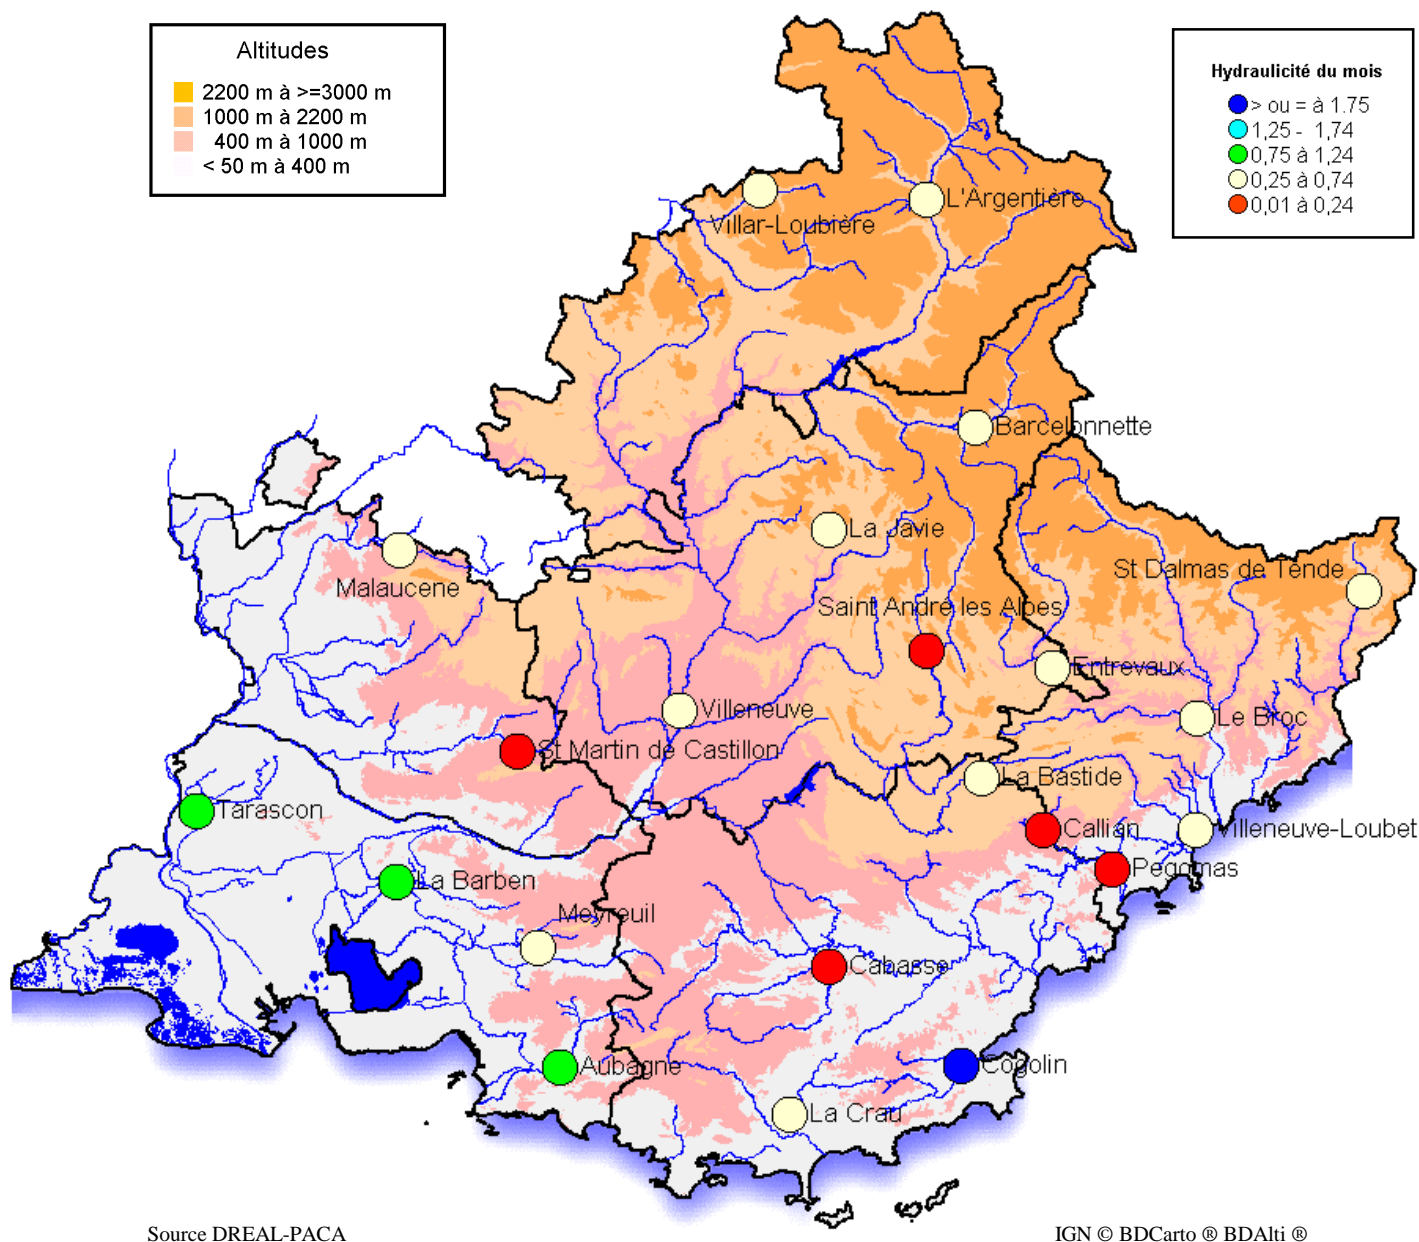 Altitudes
2200 m à >=3000 m
1000 m à 2200 m
400 m à 1000 m
< 50 m à 400 m
Hydraulicité du mois
> ou = à 1.75
1,25 - 1,74
0,75 à 1,24
0,25 à 0,74
0,01 à 0,24
L'Argentière
Villar-Loubière
Barcelonnette
La Javie
St Dalmas de Tende
Malaucene
Saint André les Alpes
Entrevaux
Villeneuve
Le Broc
St Martin de Castillon
La Bastide
Tarascon
Callian
Villeneuve-Loubet
Pegomas
La Barben
Meyreuil
Cabasse
Aubagne
Cogolin
La Crau
Source DREAL-PACA
IGN © BDCarto ® BDAlti ®